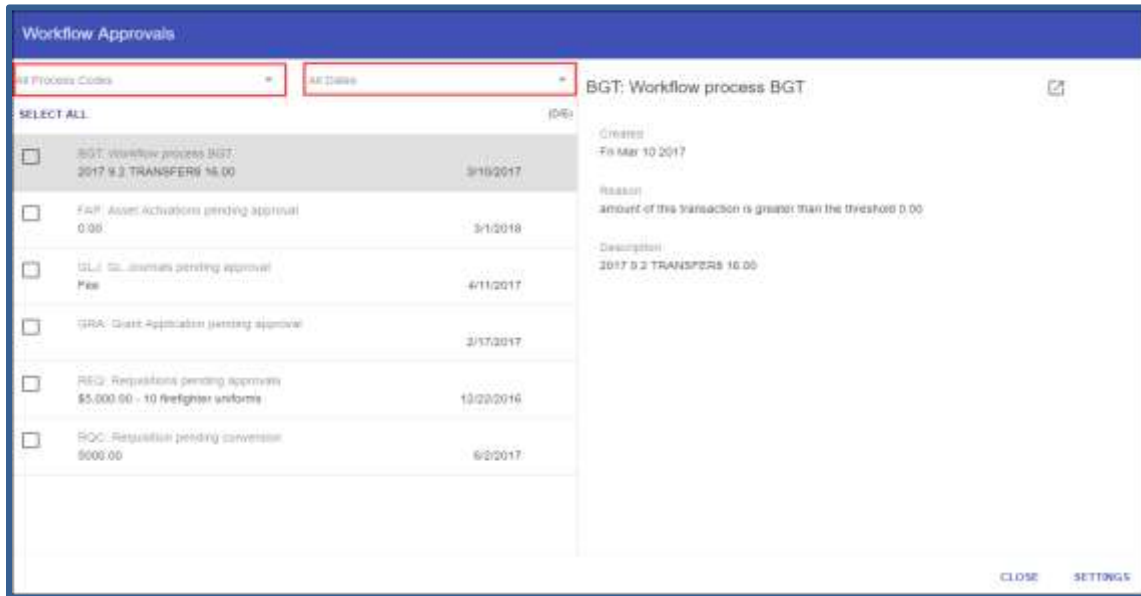 Workflow Approvals
All Process Codes
All Dates
SELECT ALL
(0/6)
BGT: Workflow process BGT
2017 9.2 TRANSFERS 16.00
3/10/2017
FAP: Asset Activations pending approval
0.00
3/1/2018
GLJ: GL Journals pending approval
Fee
4/11/2017
GRA: Grant Application pending approval
2/17/2017
REQ: Requisitions pending approvals
$5,000.00 - 10 firefighter uniforms
12/22/2016
RQC: Requisition pending conversion
5000.00
6/2/2017
BGT: Workflow process BGT
Created
Fri Mar 10 2017
Reason
amount of this transaction is greater than the threshold 0.00
Description
2017 9.2 TRANSFERS 16.00
CLOSE
SETTINGS